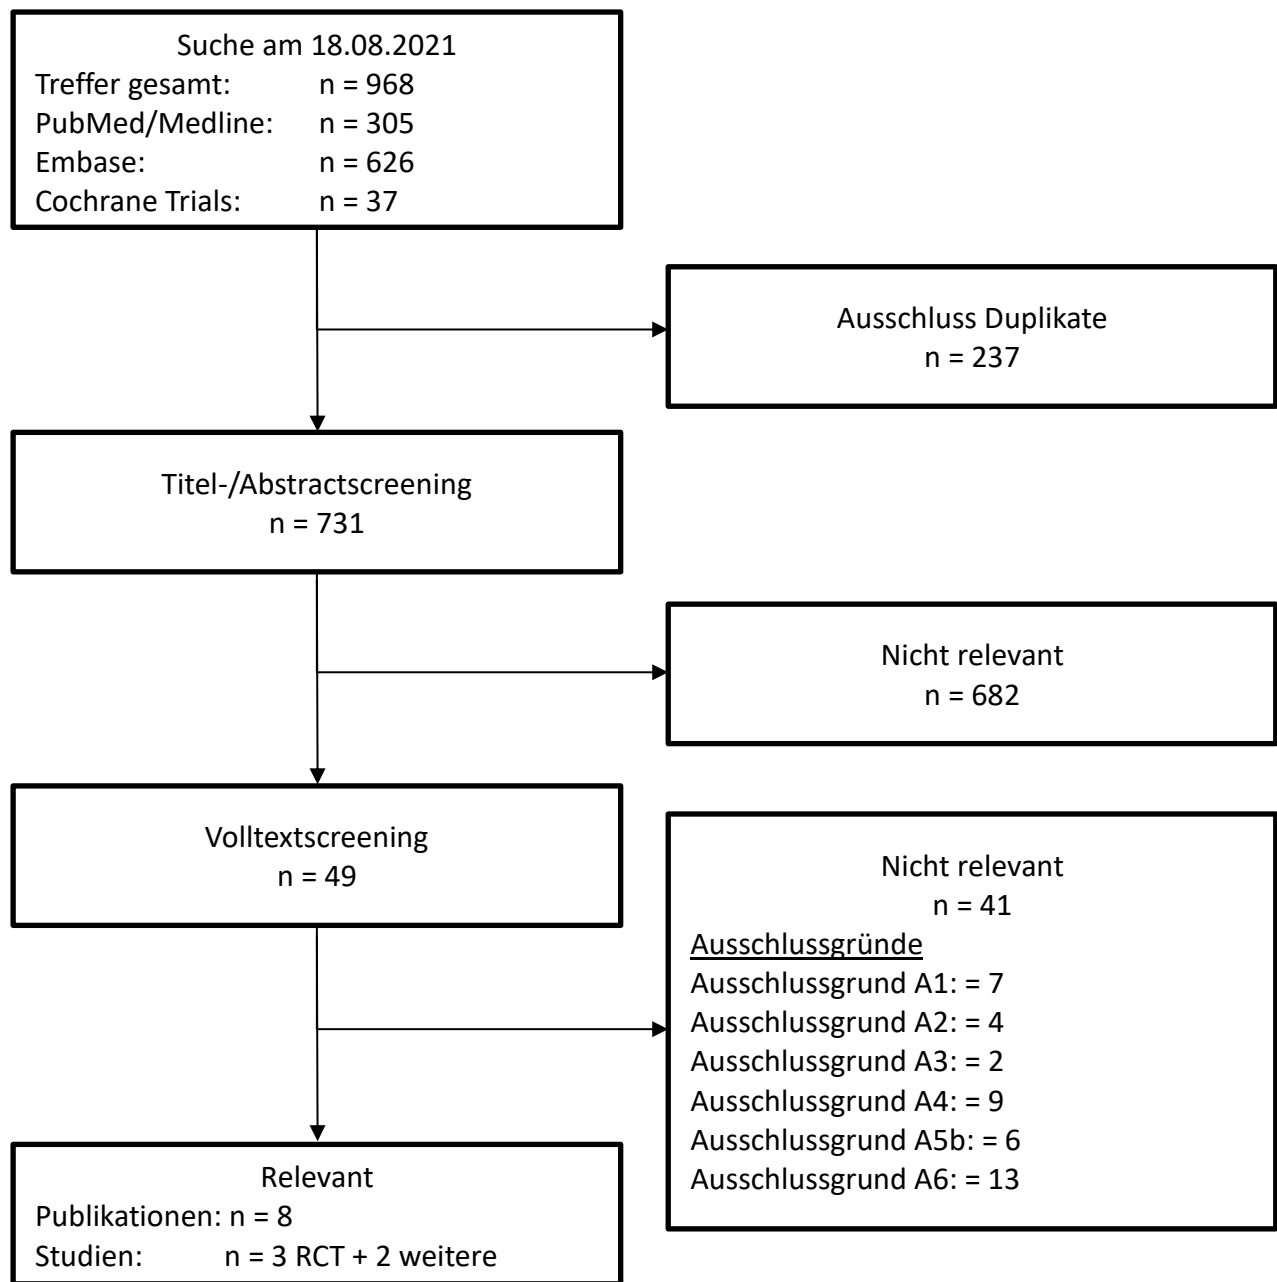 Suche am 18.08.2021
Treffer gesamt: n = 968
PubMed/Medline: n = 305
Embase: n = 626
Cochrane Trials: n = 37
Ausschluss Duplikate
n = 237
Titel-/Abstractscreening
n = 731
Nicht relevant
n = 682
Volltextscreening
n = 49
Nicht relevant
n = 41
Ausschlussgründe
Ausschlussgrund A1: = 7
Ausschlussgrund A2: = 4
Ausschlussgrund A3: = 2
Ausschlussgrund A4: = 9
Ausschlussgrund A5b: = 6
Ausschlussgrund A6: = 13
Relevant
Publikationen: n = 8
Studien: n = 3 RCT + 2 weitere